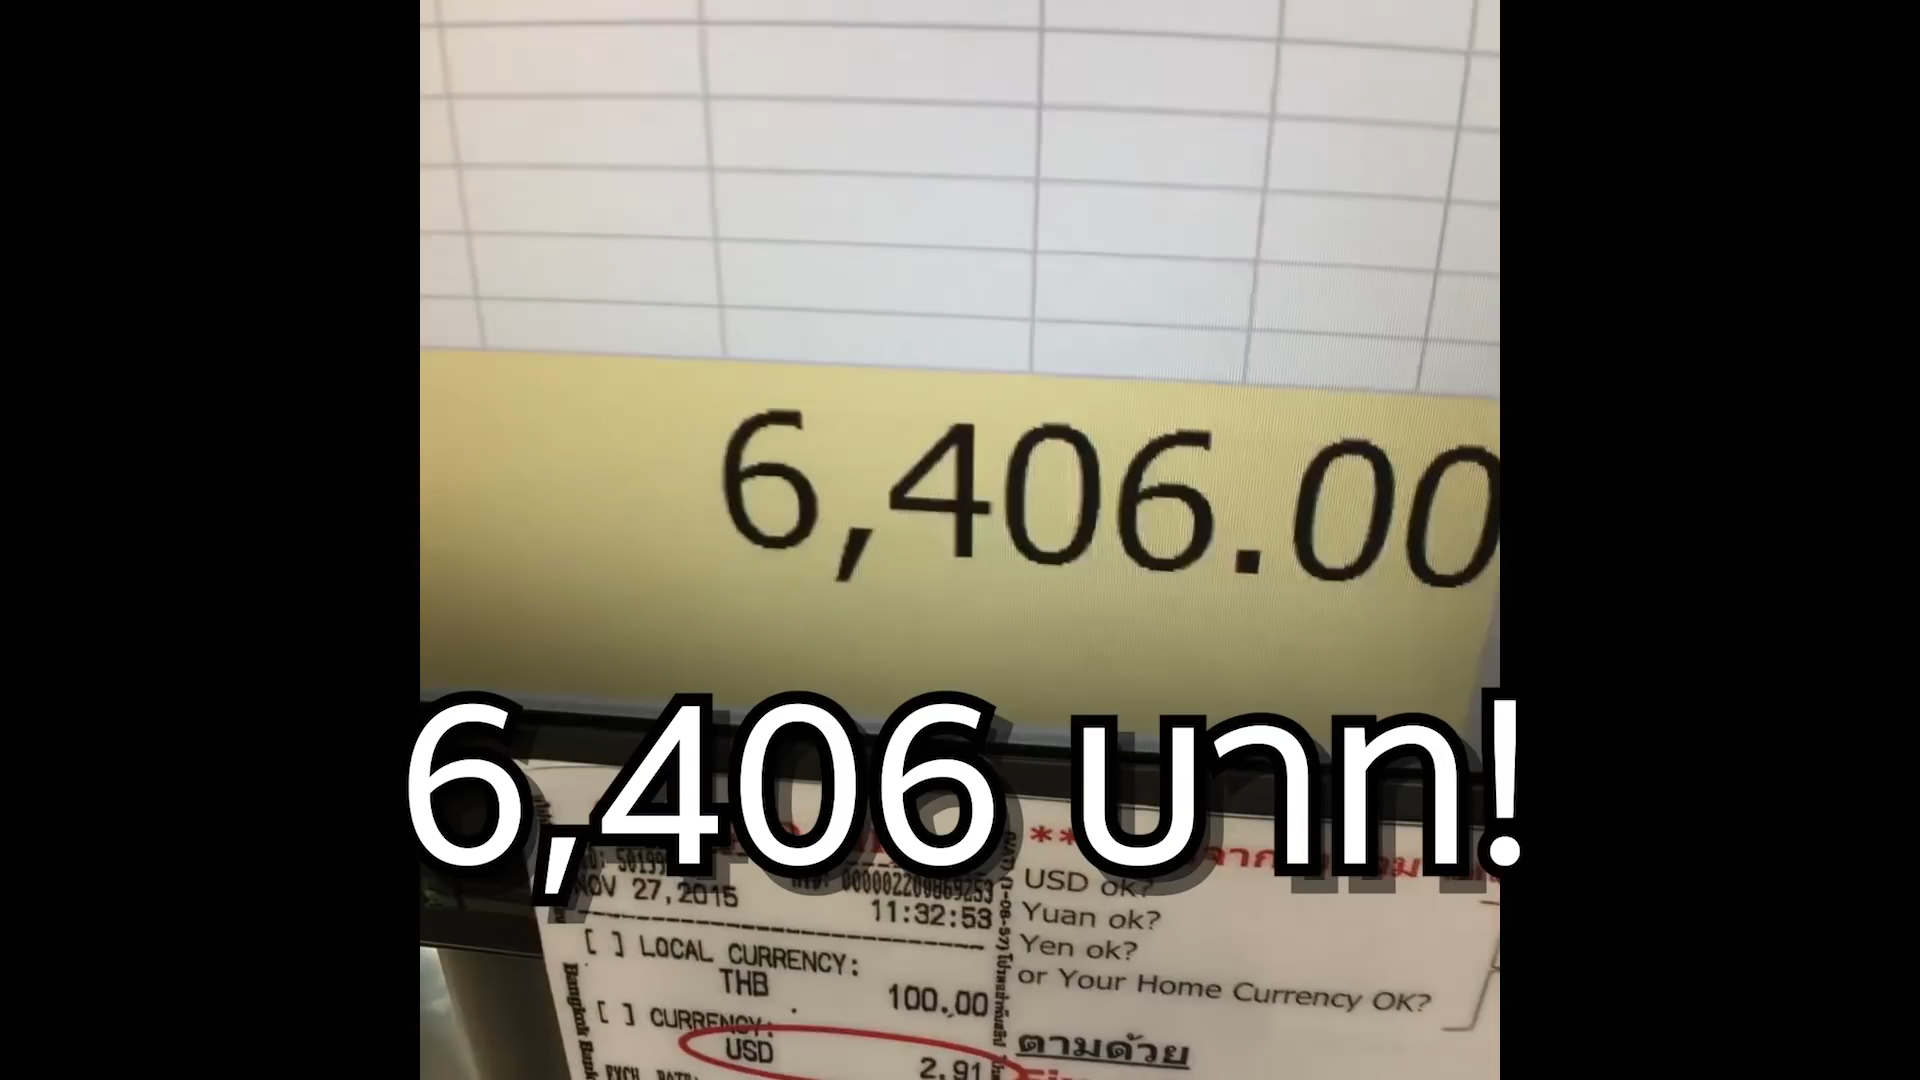 6,406.00
6,406 บาท!
NOV 27,2015
11:32:53
[ ] LOCAL CURRENCY:
THB 100.00
[ ] CURRENCY:
USD 2.91
USD ok?
Yuan ok?
Yen ok?
or Your Home Currency OK?
ตามด้วย